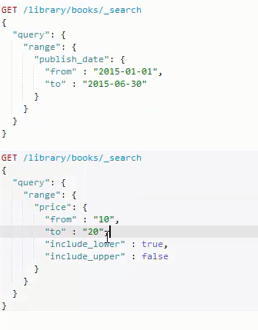 GET /library/books/_search
{
  "query": {
    "range": {
      "publish_date": {
        "from" : "2015-01-01",
        "to" : "2015-06-30"
      }
    }
  }
}
GET /library/books/_search
{
  "query": {
    "range": {
      "price": {
        "from" : "10",
        "to" : "20",
        "include_lower" : true,
        "include_upper" : false
      }
    }
  }
}